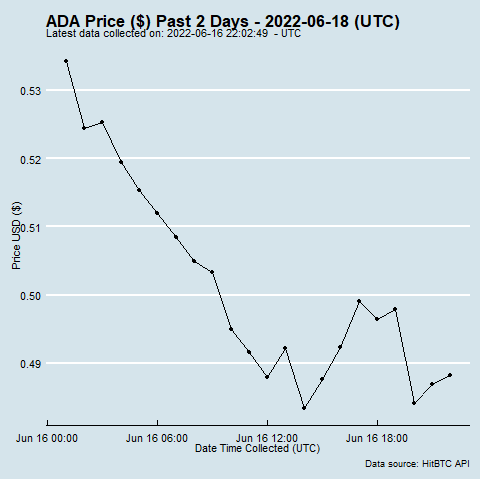 ADA Price ($) Past 2 Days - 2022-06-18 (UTC)
Latest data collected on: 2022-06-16 22:02:49 - UTC
0.53
0.52
0.51
0.50
0.49
Price USD ($)
Jun 16 00:00 Jun 16 06:00 Jun 16 12:00 Jun 16 18:00
Date Time Collected (UTC)
Data source: HitBTC API